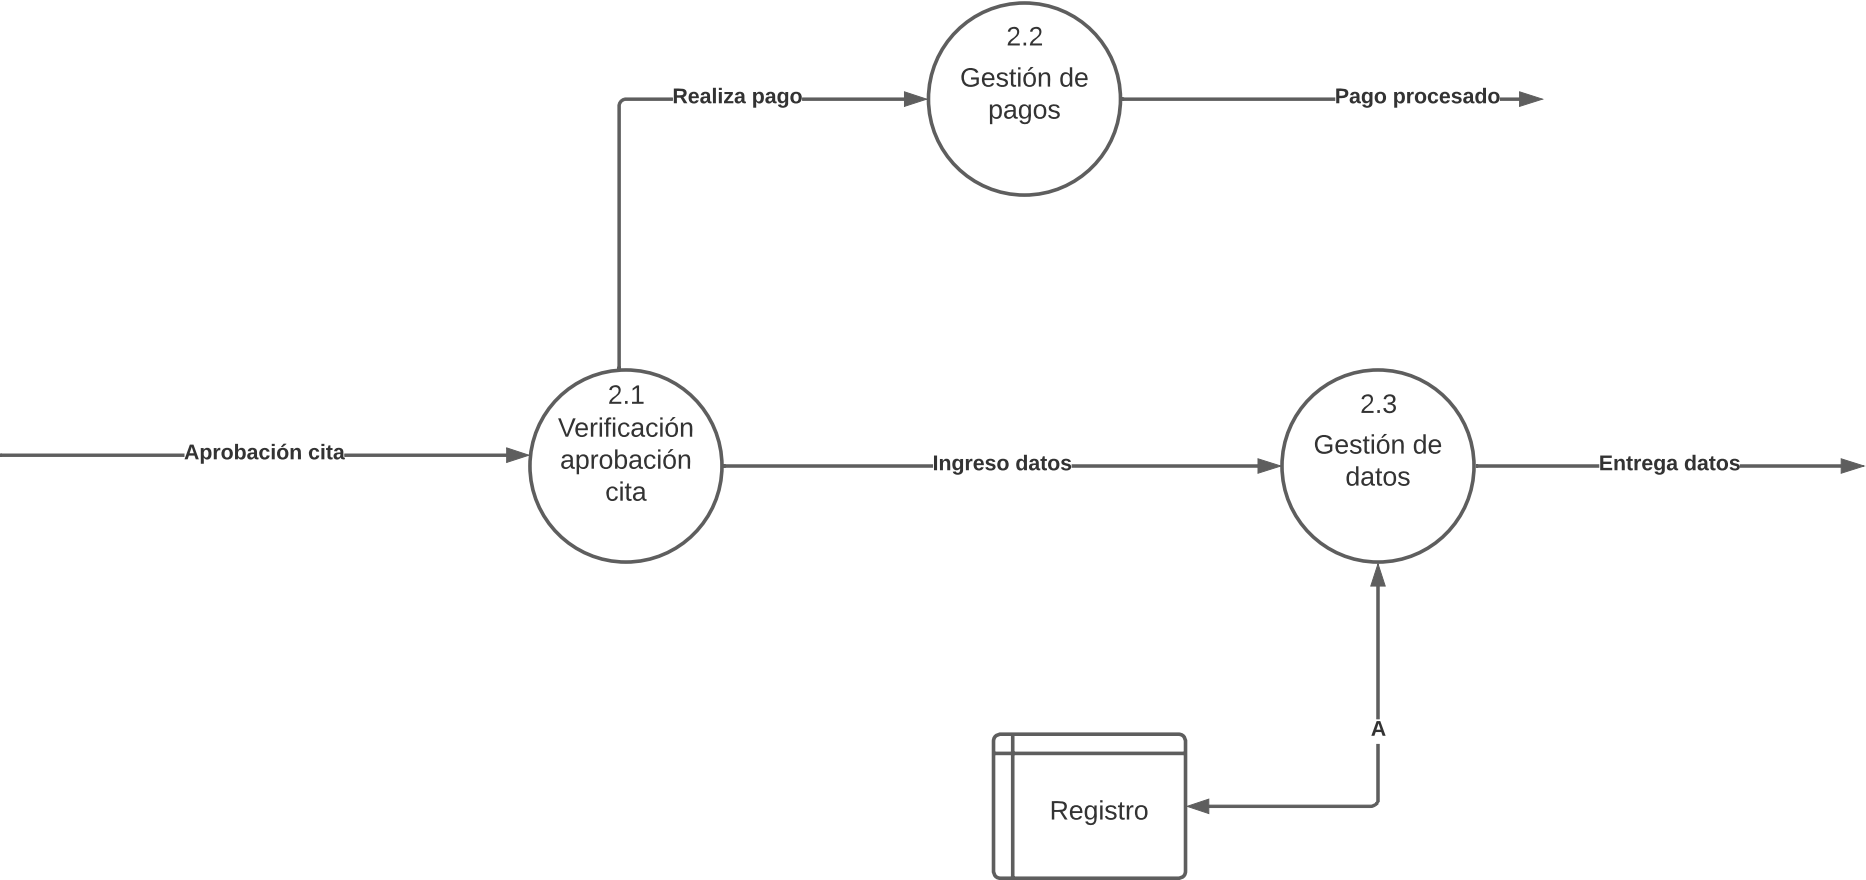 2.2
Gestión de
pagos
Realiza pago
Pago procesado
2.1
Verificación
aprobación
cita
Aprobación cita
Ingreso datos
2.3
Gestión de
datos
Entrega datos
A
Registro